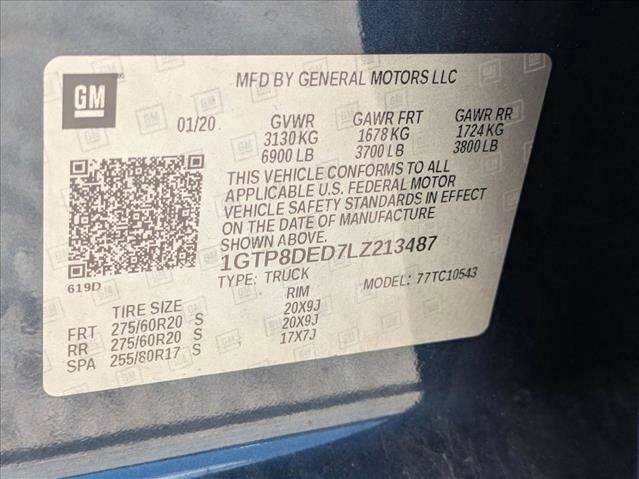 GM
MFD BY GENERAL MOTORS LLC
01/20 GVWR GAWR FRT GAWR RR
3130 KG 1678 KG 1724 KG
6900 LB 3700 LB 3800 LB
THIS VEHICLE CONFORMS TO ALL
APPLICABLE U.S. FEDERAL MOTOR
VEHICLE SAFETY STANDARDS IN EFFECT
ON THE DATE OF MANUFACTURE
SHOWN ABOVE.
1GTP8DED7LZ213487
619D TYPE: TRUCK MODEL: 77TC10543
TIRE SIZE RIM
FRT 275/60R20 S 20X9J
RR 275/60R20 S 20X9J
SPA 255/80R17 S 17X7J